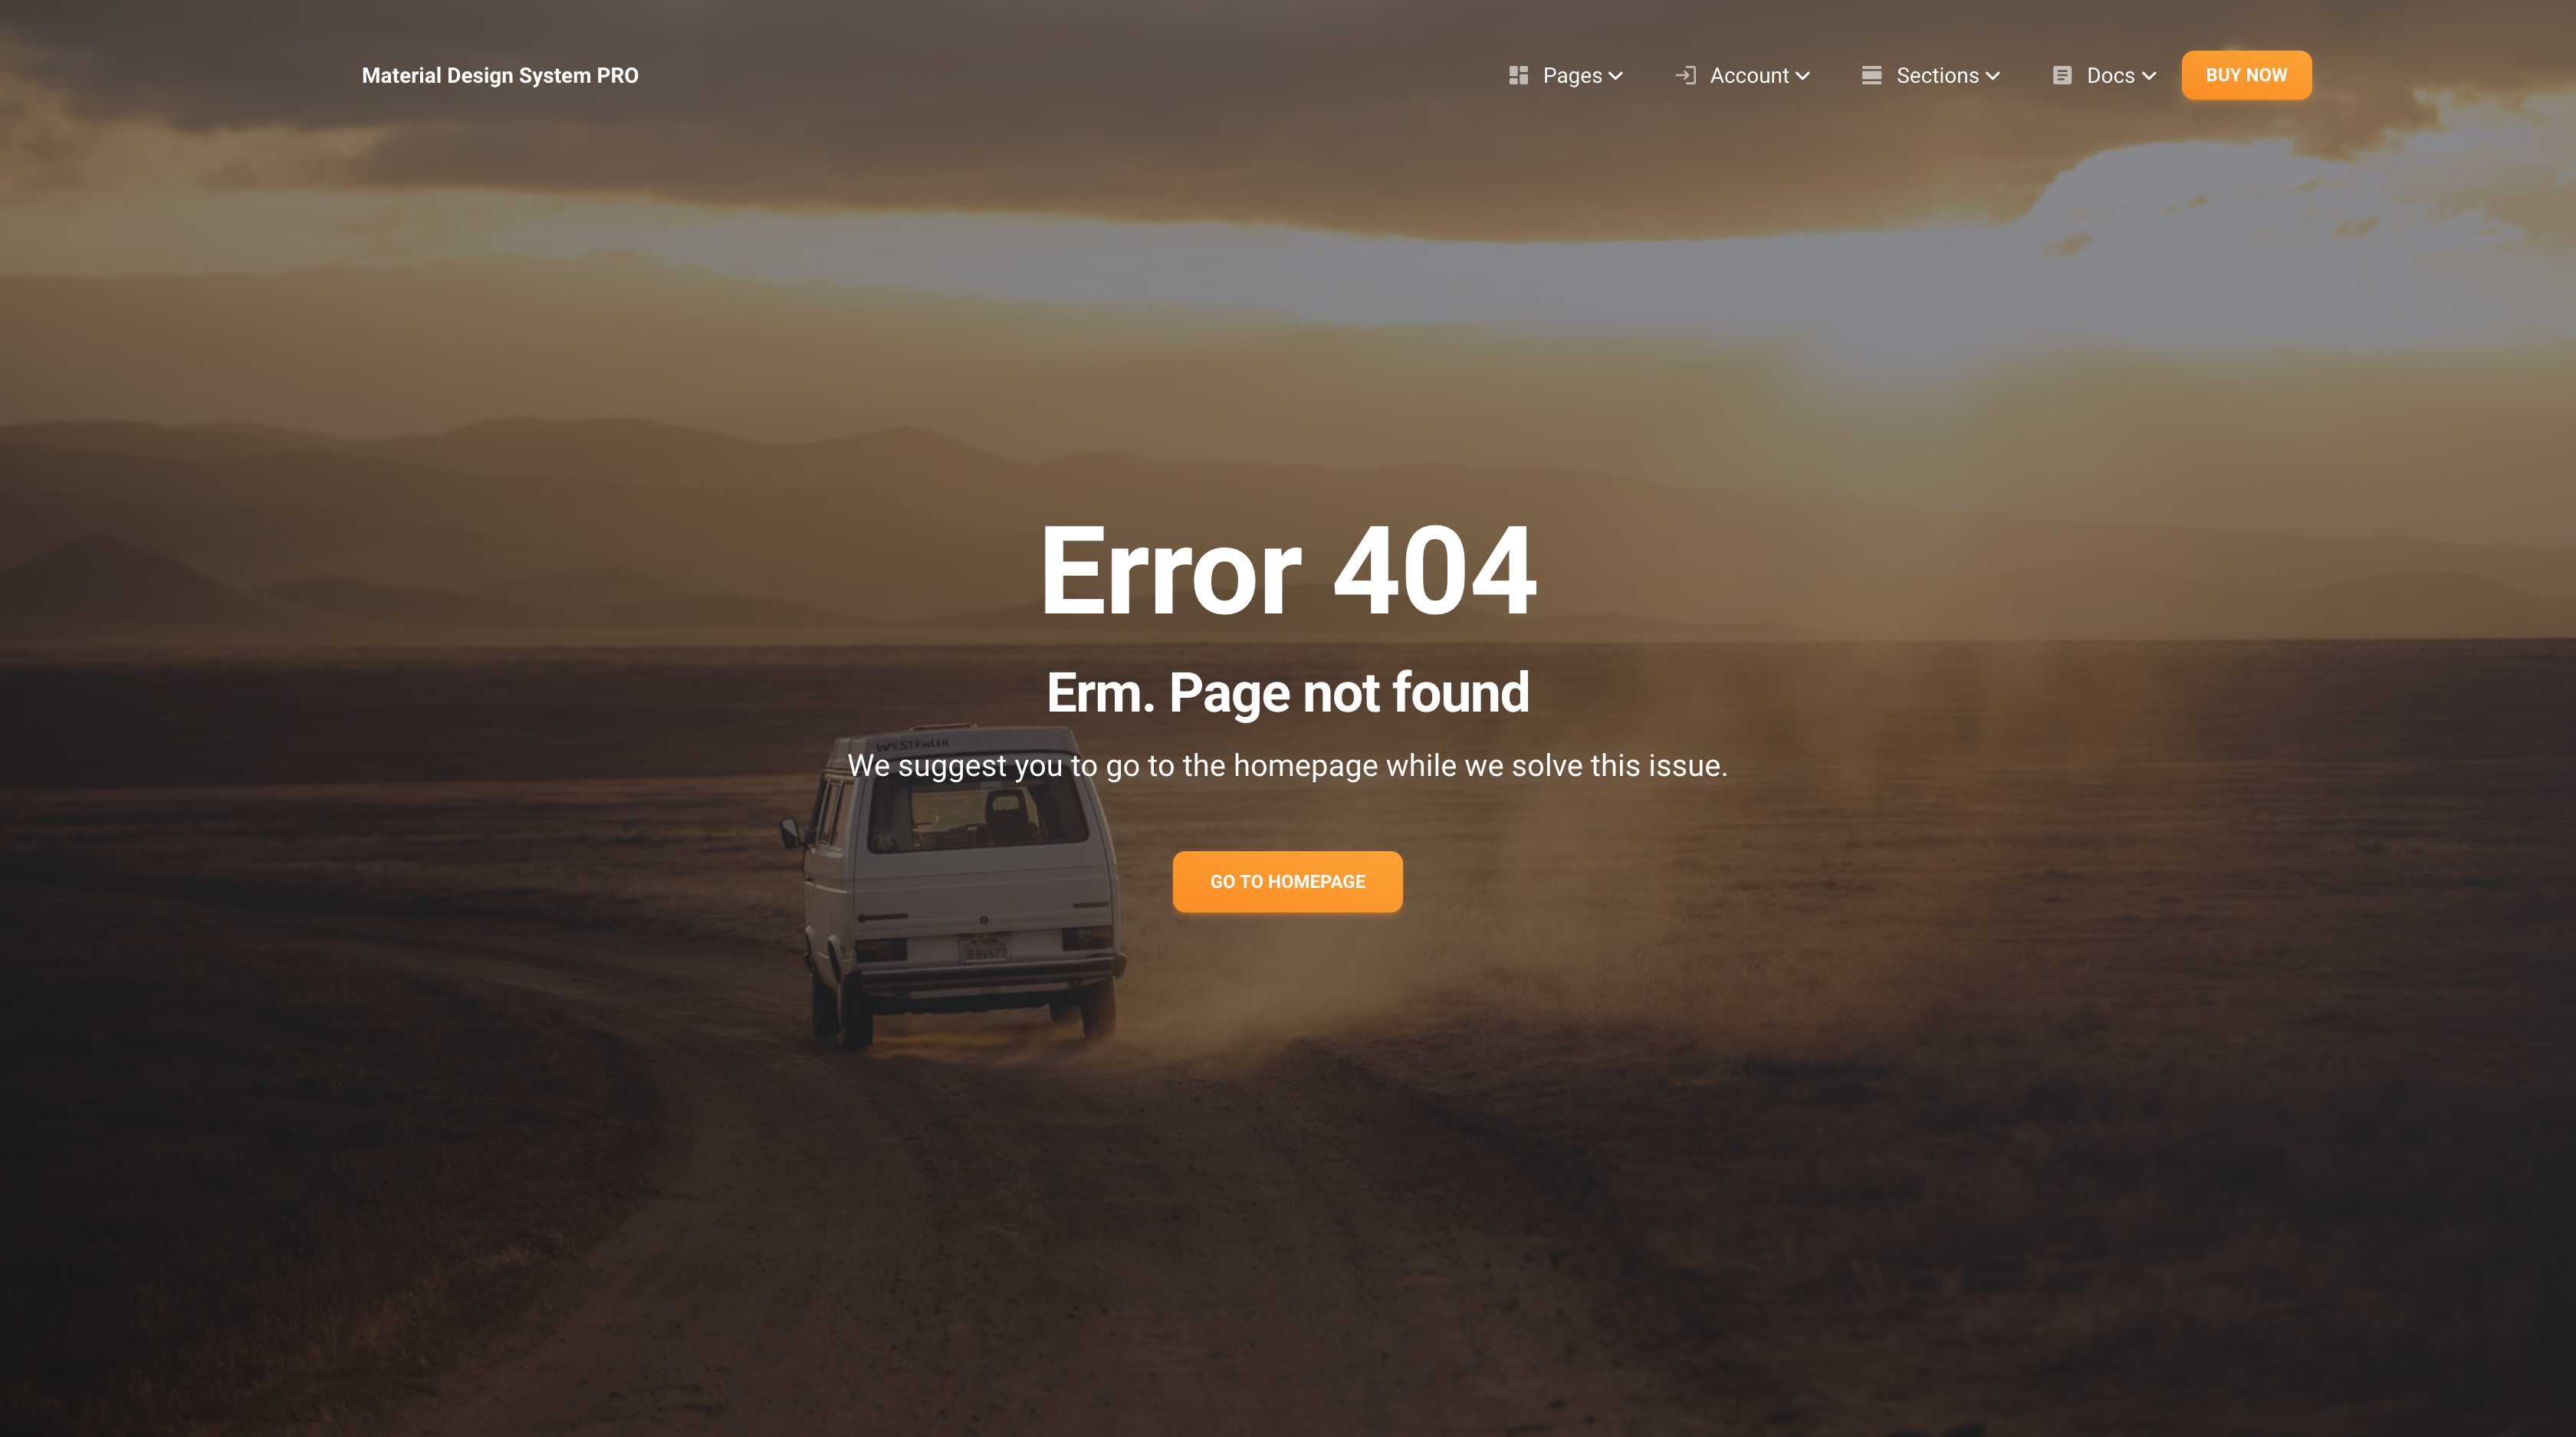 Material Design System PRO
Pages
Account
Sections
Docs
BUY NOW
Error 404
Erm. Page not found
WESTFALIA
We suggest you to go to the homepage while we solve this issue.
GO TO HOMEPAGE